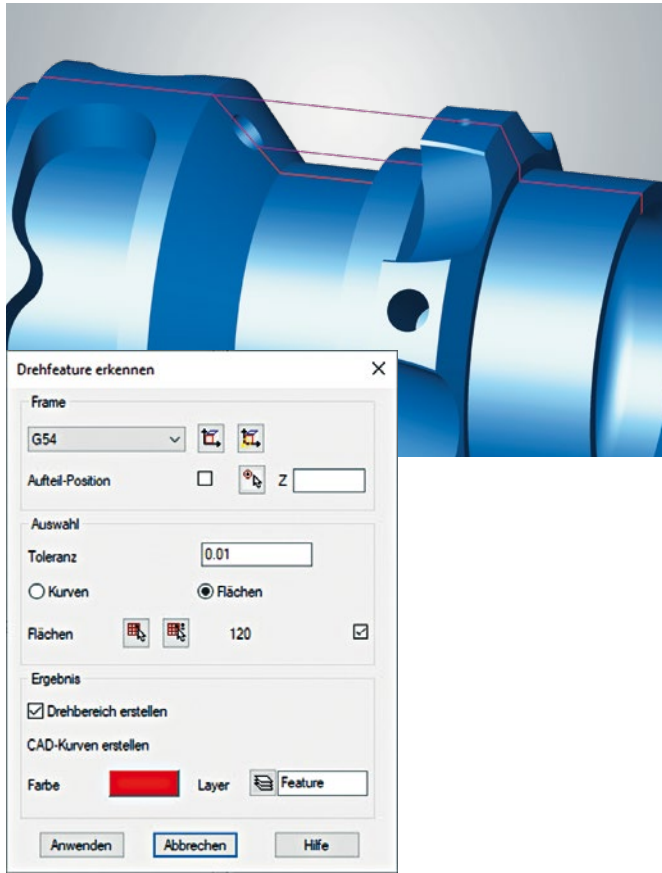 Drehfeature erkennen
Frame
G54
Aufteil-Position Z
Auswahl
Toleranz 0.01
Kurven Flächen
Flächen 120
Ergebnis
Drehbereich erstellen
CAD-Kurven erstellen
Farbe Layer Feature
Anwenden Abbrechen Hilfe